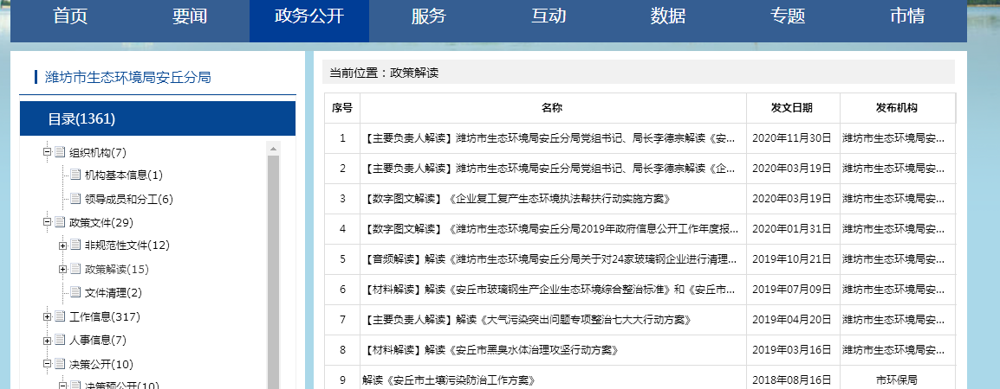 首页 要闻 政务公开 服务 互动 数据 专题 市情
潍坊市生态环境局安丘分局
目录(1361)
组织机构(7)
机构基本信息(1)
领导成员和分工(6)
政策文件(29)
非规范性文件(12)
政策解读(15)
文件清理(2)
工作信息(317)
人事信息(7)
决策公开(10)
决策预公开(10)
当前位置：政策解读
序号 名称 发文日期 发布机构
1 【主要负责人解读】潍坊市生态环境局安丘分局党组书记、局长李德宗解读《安... 2020年11月30日 潍坊市生态环境局安...
2 【主要负责人解读】潍坊市生态环境局安丘分局党组书记、局长李德宗解读《企... 2020年03月19日 潍坊市生态环境局安...
3 【数字图文解读】《企业复工复产生态环境执法帮扶行动实施方案》 2020年03月19日 潍坊市生态环境局安...
4 【数字图文解读】《潍坊市生态环境局安丘分局2019年政府信息公开工作年度报... 2020年01月31日 潍坊市生态环境局安...
5 【音频解读】解读《潍坊市生态环境局安丘分局关于对24家玻璃钢企业进行清理... 2019年10月21日 潍坊市生态环境局安...
6 【材料解读】解读《安丘市玻璃钢生产企业生态环境综合整治标准》和《安丘市... 2019年07月09日 潍坊市生态环境局安...
7 【主要负责人解读】解读《大气污染突出问题专项整治七大大行动方案》 2019年04月20日 潍坊市生态环境局安...
8 【材料解读】解读《安丘市黑臭水体治理攻坚行动方案》 2019年03月16日 潍坊市生态环境局安...
9 解读《安丘市土壤污染防治工作方案》 2018年08月16日 市环保局